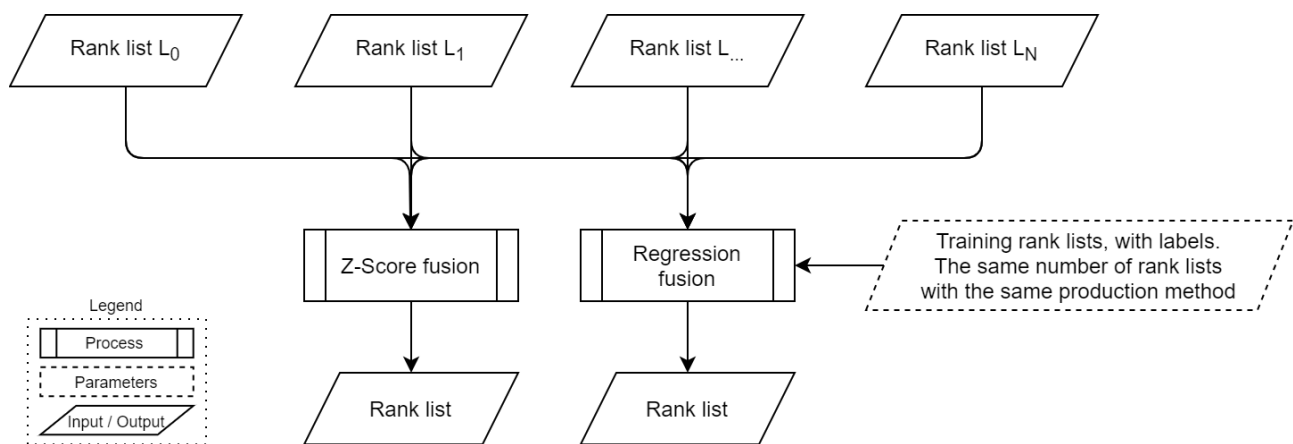 Rank list L0
Rank list L1
Rank list L...
Rank list LN
Z-Score fusion
Regression
fusion
Training rank lists, with labels.
The same number of rank lists
with the same production method
Legend
Process
Parameters
Input / Output
Rank list
Rank list